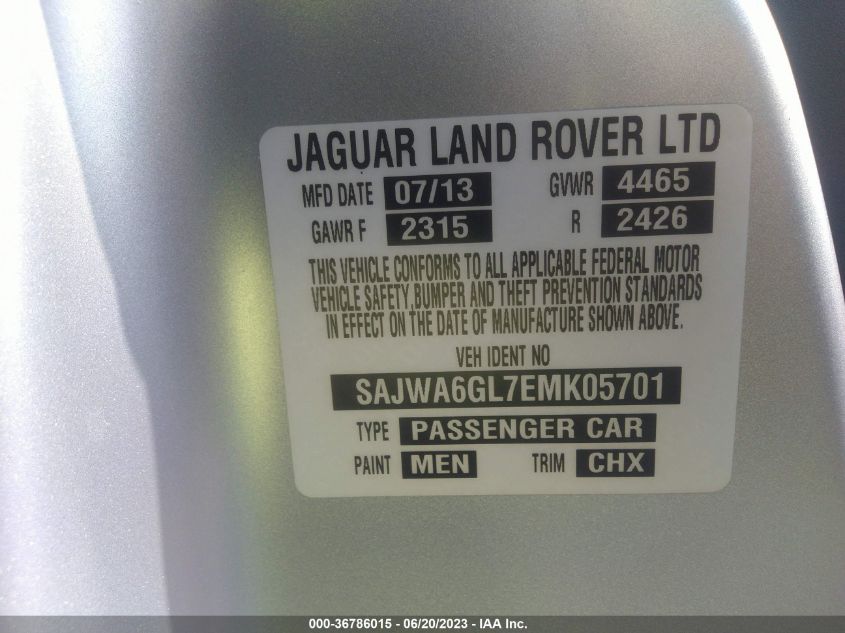 JAGUAR LAND ROVER LTD
MFD DATE 07/13 GVWR 4465
GAWR F 2315 R 2426
THIS VEHICLE CONFORMS TO ALL APPLICABLE FEDERAL MOTOR
VEHICLE SAFETY,BUMPER AND THEFT PREVENTION STANDARDS
IN EFFECT ON THE DATE OF MANUFACTURE SHOWN ABOVE.
VEH IDENT NO
SAJWA6GL7EMK05701
TYPE PASSENGER CAR
PAINT MEN TRIM CHX
000-36786015 - 06/20/2023 - IAA Inc.